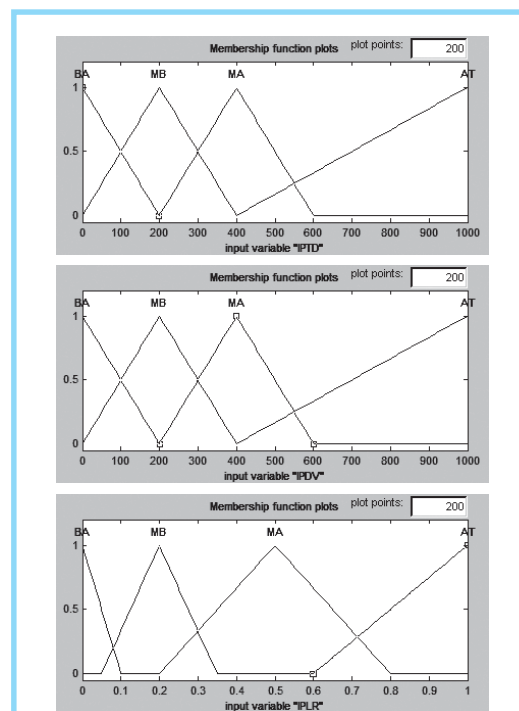 Membership function plots plot points: 200
BA MB MA AT
1
0.5
0
0 100 200 300 400 500 600 700 800 900 1000
input variable "IPTD"
Membership function plots plot points: 200
BA MB MA AT
1
0.5
0
0 100 200 300 400 500 600 700 800 900 1000
input variable "IPDV"
Membership function plots plot points: 200
BA MB MA AT
1
0.5
0
0 0.1 0.2 0.3 0.4 0.5 0.6 0.7 0.8 0.9 1
input variable "IPLR"